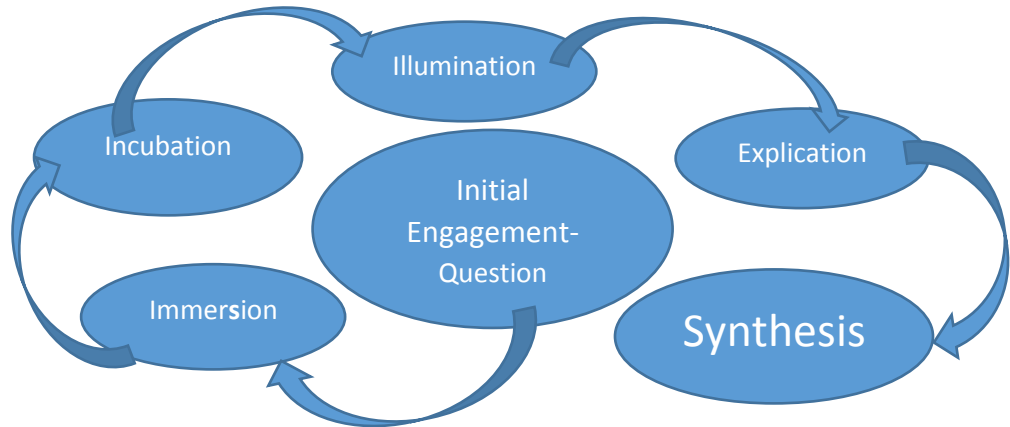 Illumination
Incubation
Explication
Initial
Engagement-
Question
Immersion
Synthesis